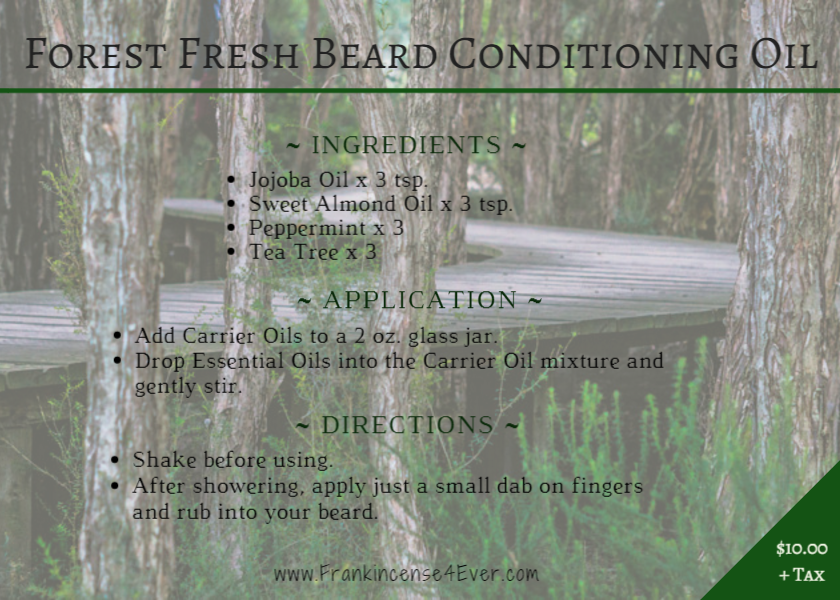 Forest Fresh Beard Conditioning Oil
~ INGREDIENTS ~
• Jojoba Oil x 3 tsp.
• Sweet Almond Oil x 3 tsp.
• Peppermint x 3
• Tea Tree x 3
~ APPLICATION ~
• Add Carrier Oils to a 2 oz. glass jar.
• Drop Essential Oils into the Carrier Oil mixture and
gently stir.
~ DIRECTIONS ~
• Shake before using.
• After showering, apply just a small dab on fingers
and rub into your beard.
www.Frankincense4Ever.com
$10.00
+ Tax